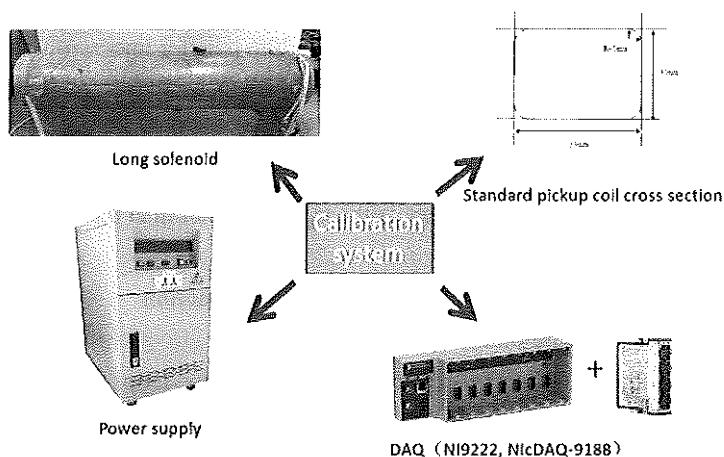 Long solenoid
Standard pickup coil cross section
Calibration
system
Power supply
DAQ（NI9222, NIcDAQ-9188）
+